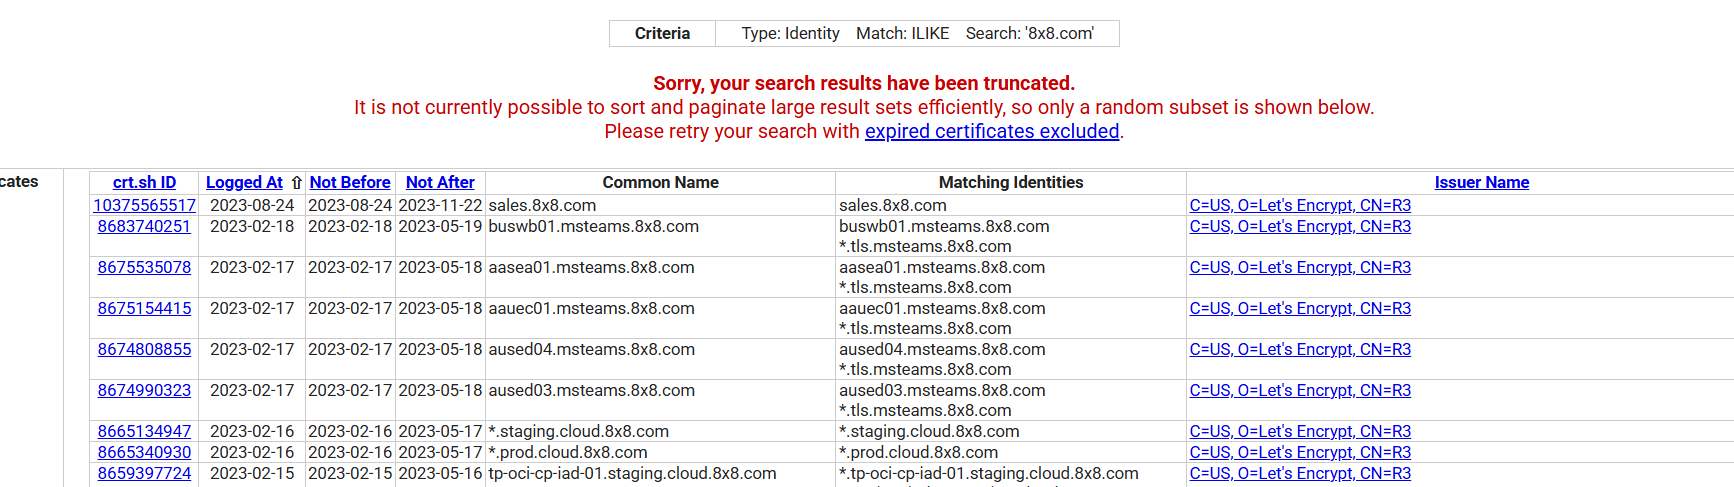 Criteria Type: Identity Match: ILIKE Search: '8x8.com'
Sorry, your search results have been truncated.
It is not currently possible to sort and paginate large result sets efficiently, so only a random subset is shown below.
Please retry your search with expired certificates excluded.
cates crt.sh ID Logged At ⇧ Not Before Not After Common Name Matching Identities Issuer Name
10375565517 2023-08-24 2023-08-24 2023-11-22 sales.8x8.com sales.8x8.com C=US, O=Let's Encrypt, CN=R3
8683740251 2023-02-18 2023-02-18 2023-05-19 buswb01.msteams.8x8.com buswb01.msteams.8x8.com C=US, O=Let's Encrypt, CN=R3
*.tls.msteams.8x8.com
8675535078 2023-02-17 2023-02-17 2023-05-18 aasea01.msteams.8x8.com aasea01.msteams.8x8.com C=US, O=Let's Encrypt, CN=R3
*.tls.msteams.8x8.com
8675154415 2023-02-17 2023-02-17 2023-05-18 aauec01.msteams.8x8.com aauec01.msteams.8x8.com C=US, O=Let's Encrypt, CN=R3
*.tls.msteams.8x8.com
8674808855 2023-02-17 2023-02-17 2023-05-18 aused04.msteams.8x8.com aused04.msteams.8x8.com C=US, O=Let's Encrypt, CN=R3
*.tls.msteams.8x8.com
8674990323 2023-02-17 2023-02-17 2023-05-18 aused03.msteams.8x8.com aused03.msteams.8x8.com C=US, O=Let's Encrypt, CN=R3
*.tls.msteams.8x8.com
8665134947 2023-02-16 2023-02-16 2023-05-17 *.staging.cloud.8x8.com *.staging.cloud.8x8.com C=US, O=Let's Encrypt, CN=R3
8665340930 2023-02-16 2023-02-16 2023-05-17 *.prod.cloud.8x8.com *.prod.cloud.8x8.com C=US, O=Let's Encrypt, CN=R3
8659397724 2023-02-15 2023-02-15 2023-05-16 tp-oci-cp-iad-01.staging.cloud.8x8.com *.tp-oci-cp-iad-01.staging.cloud.8x8.com C=US, O=Let's Encrypt, CN=R3